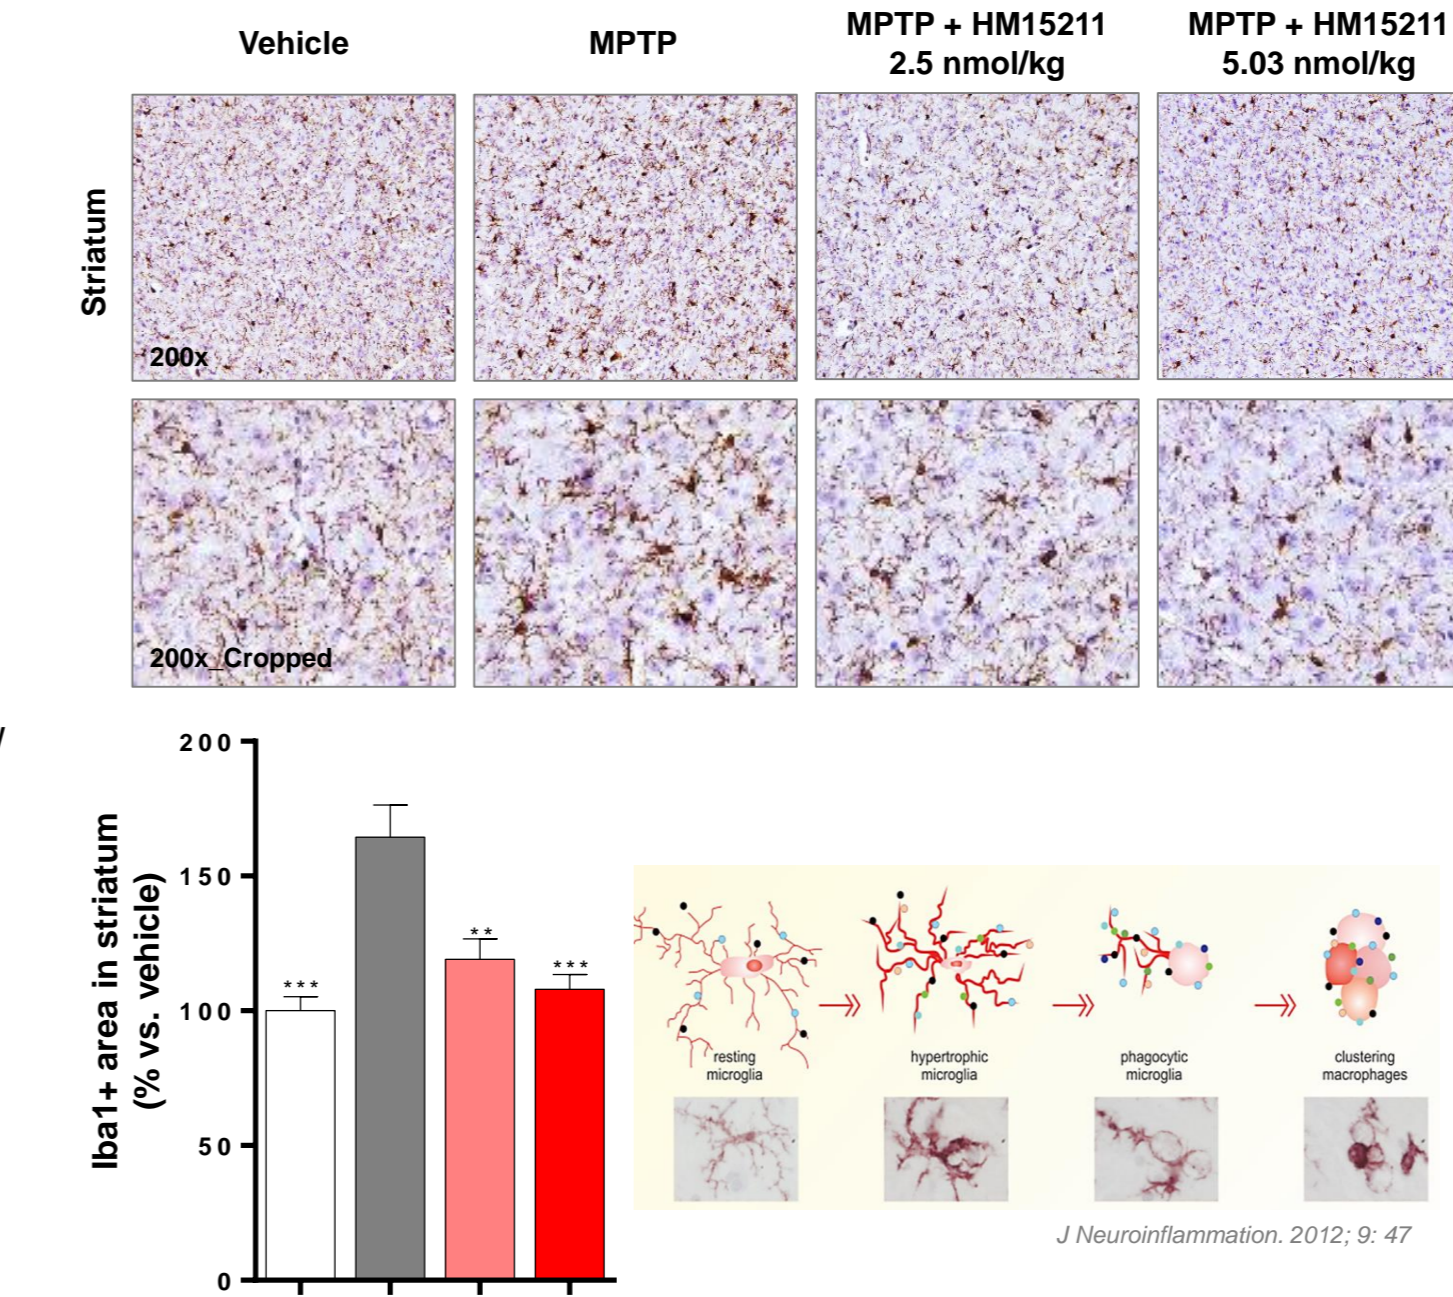 Vehicle
MPTP
MPTP + HM15211
2.5 nmol/kg
MPTP + HM15211
5.03 nmol/kg
Striatum
200x
200x_Cropped
Iba1+ area in striatum
(% vs. vehicle)
200
150
100
50
0
***
**
***
resting
microglia
hypertrophic
microglia
phagocytic
microglia
clustering
macrophages
J Neuroinflammation. 2012; 9: 47